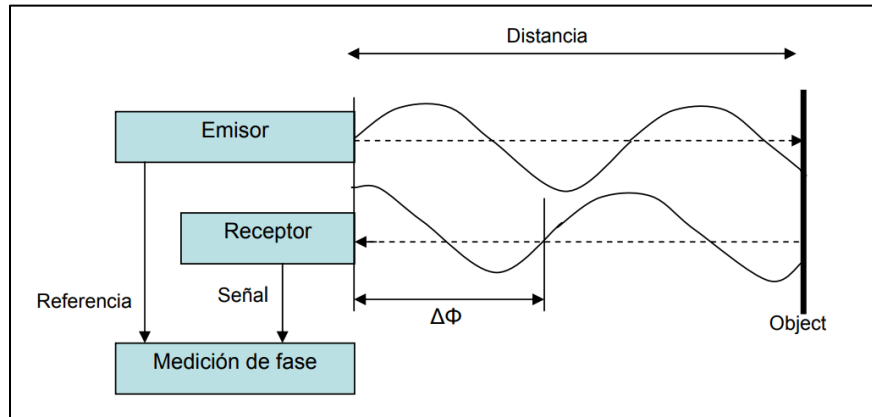 Distancia
Emisor
Receptor
Referencia
Señal
ΔΦ
Object
Medición de fase